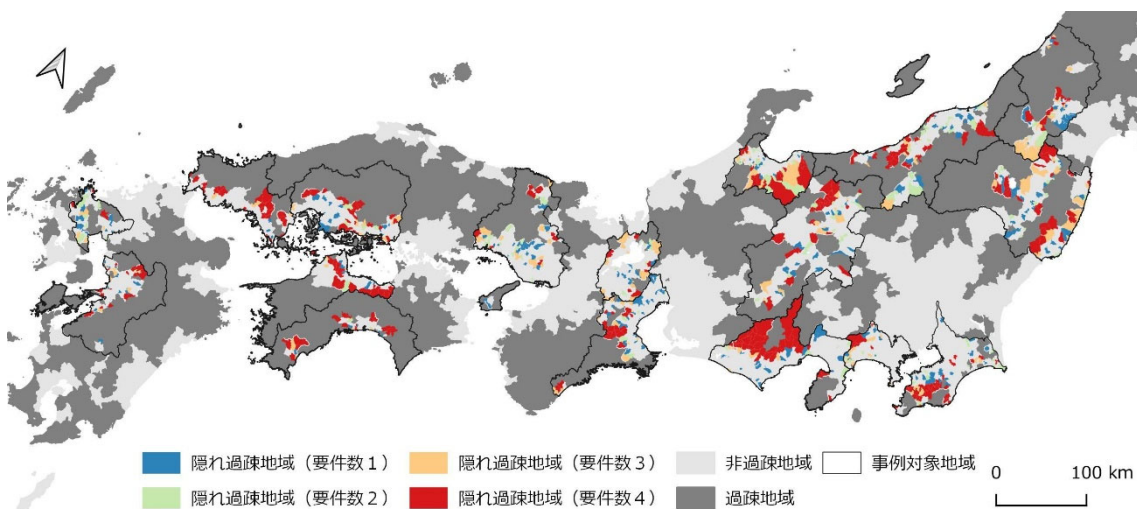 隠れ過疎地域（要件数１）
隠れ過疎地域（要件数３）
非過疎地域
事例対象地域
隠れ過疎地域（要件数２）
隠れ過疎地域（要件数４）
過疎地域
0 100 km